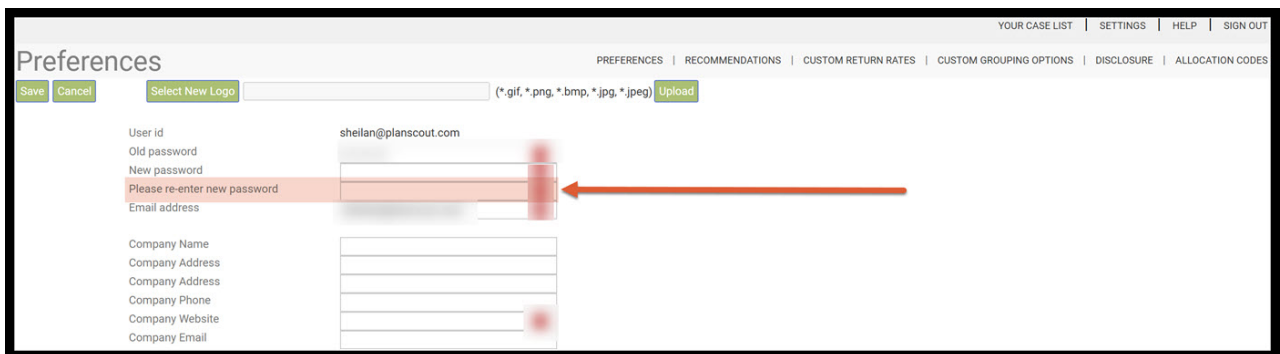 YOUR CASE LIST | SETTINGS | HELP | SIGN OUT
Preferences
PREFERENCES | RECOMMENDATIONS | CUSTOM RETURN RATES | CUSTOM GROUPING OPTIONS | DISCLOSURE | ALLOCATION CODES
Save Cancel Select New Logo (*.gif, *.png, *.bmp, *.jpg, *.jpeg) Upload
User id sheilan@planscout.com
Old password
New password
Please re-enter new password
Email address
Company Name
Company Address
Company Address
Company Phone
Company Website
Company Email